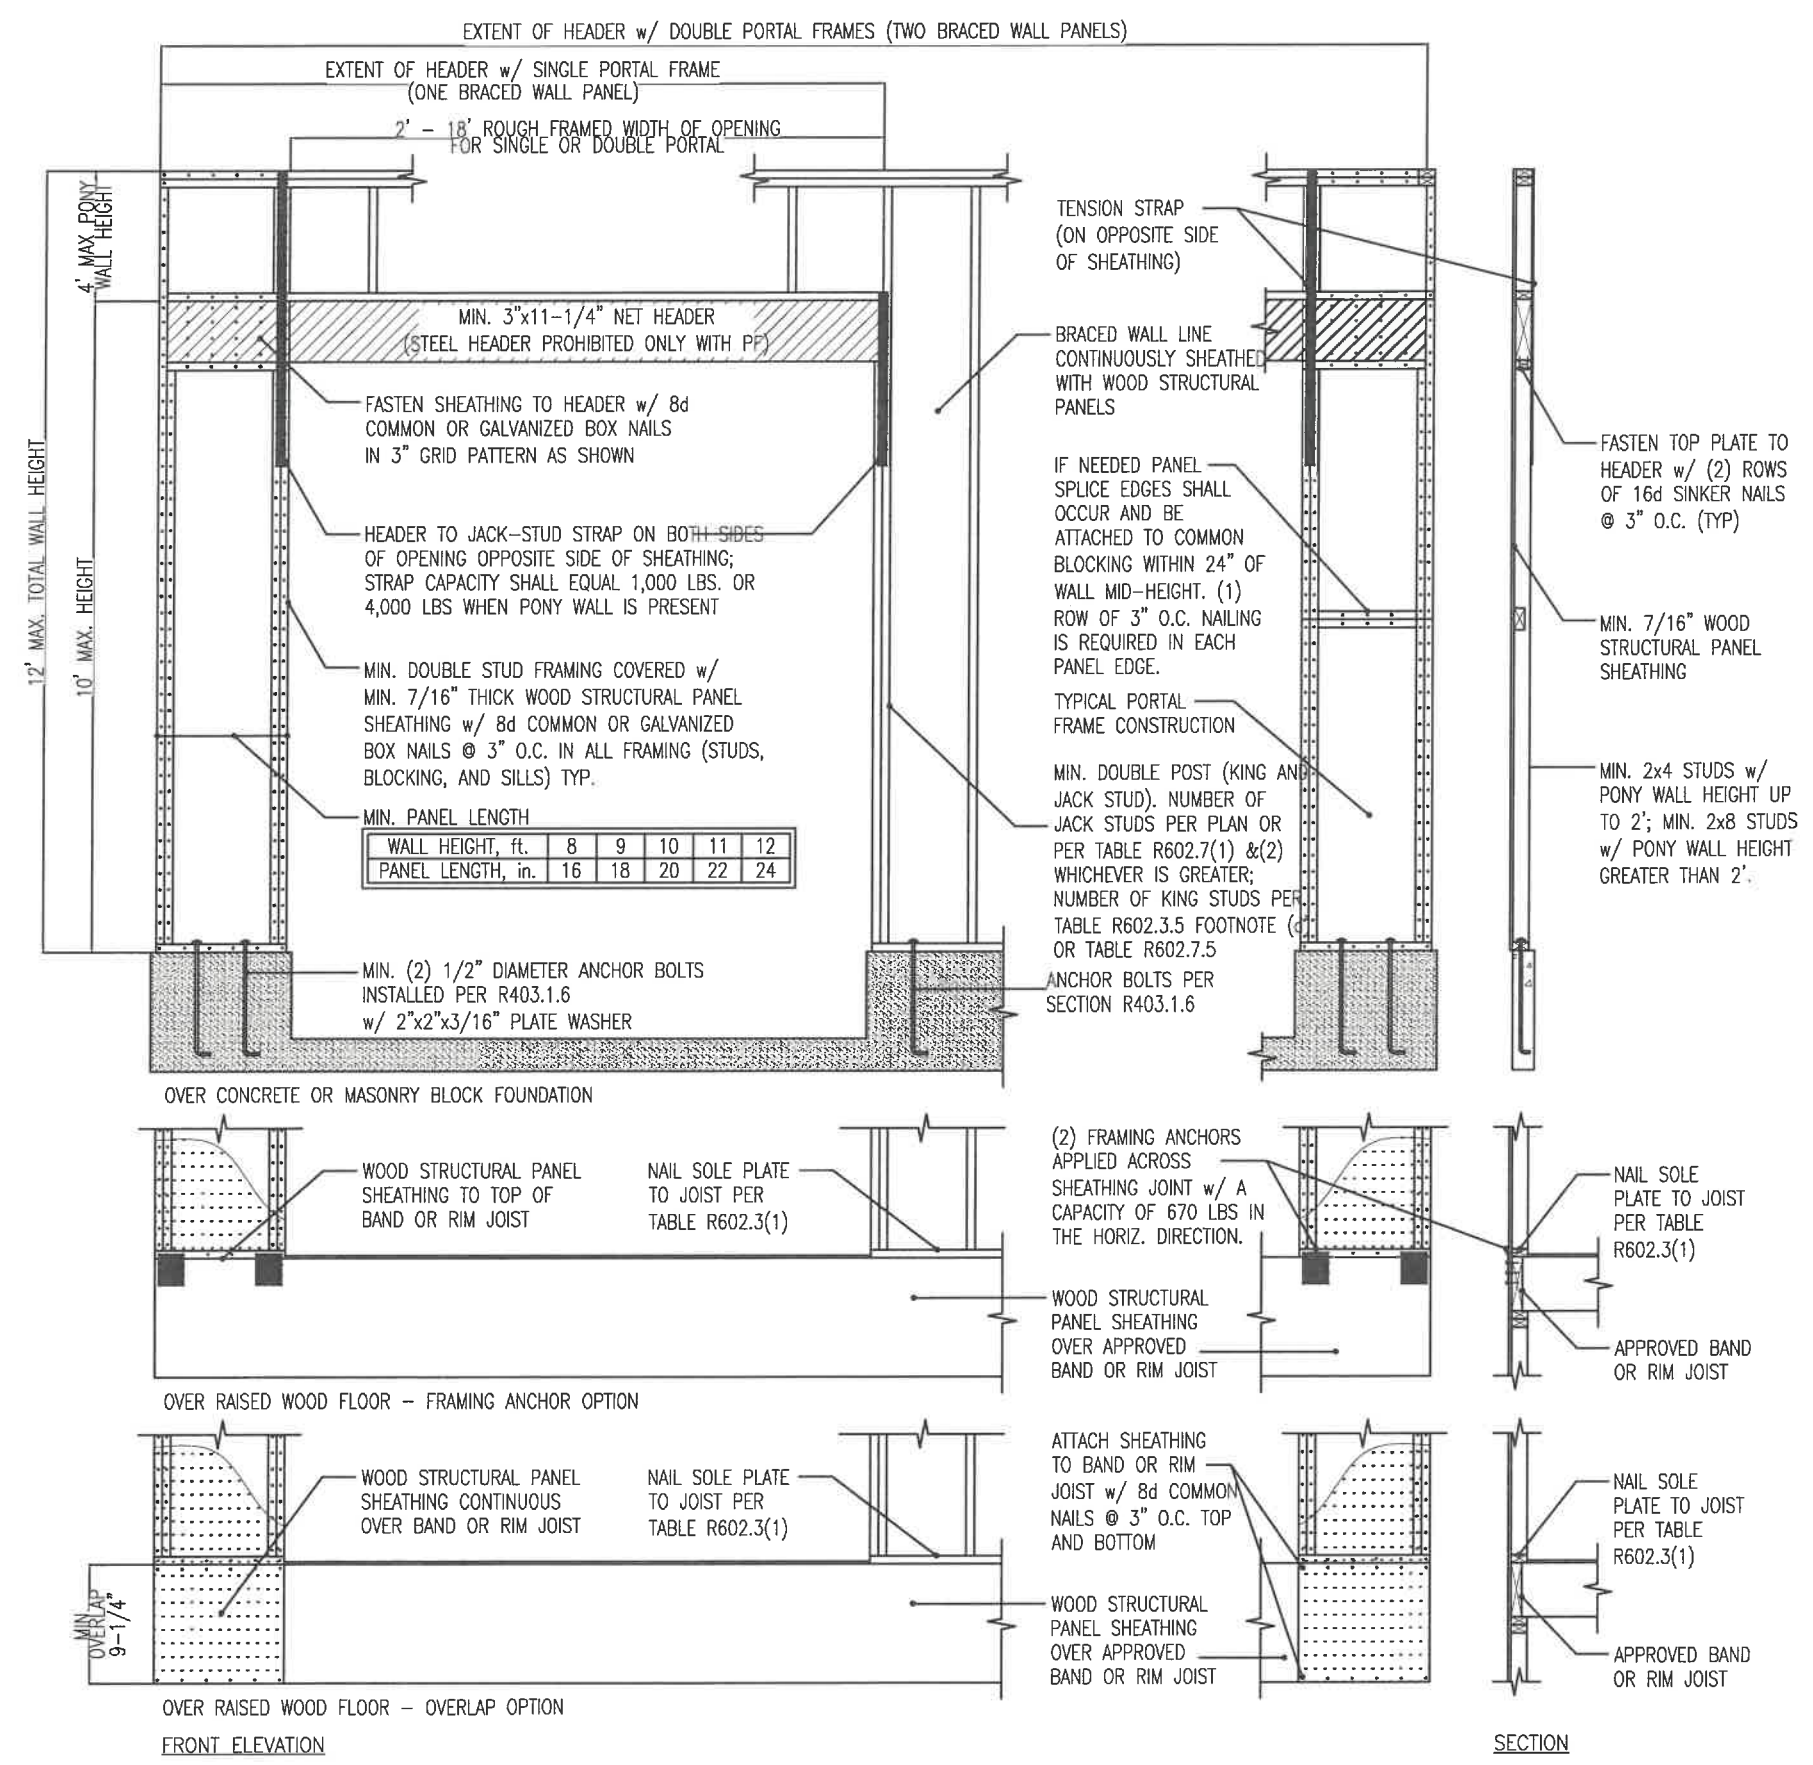 EXTENT OF HEADER w/ DOUBLE PORTAL FRAMES (TWO BRACED WALL PANELS)
EXTENT OF HEADER w/ SINGLE PORTAL FRAME
(ONE BRACED WALL PANEL)
2' - 18' ROUGH FRAMED WIDTH OF OPENING
FOR SINGLE OR DOUBLE PORTAL
4' MAX PONY
WALL HEIGHT
12' MAX. TOTAL WALL HEIGHT
10' MAX. HEIGHT
MIN. 3"x11-1/4" NET HEADER
(STEEL HEADER PROHIBITED ONLY WITH PF)
FASTEN SHEATHING TO HEADER w/ 8d
COMMON OR GALVANIZED BOX NAILS
IN 3" GRID PATTERN AS SHOWN
HEADER TO JACK-STUD STRAP ON BOTH SIDES
OF OPENING OPPOSITE SIDE OF SHEATHING;
STRAP CAPACITY SHALL EQUAL 1,000 LBS. OR
4,000 LBS WHEN PONY WALL IS PRESENT
MIN. DOUBLE STUD FRAMING COVERED w/
MIN. 7/16" THICK WOOD STRUCTURAL PANEL
SHEATHING w/ 8d COMMON OR GALVANIZED
BOX NAILS @ 3" O.C. IN ALL FRAMING (STUDS,
BLOCKING, AND SILLS) TYP.
MIN. PANEL LENGTH
WALL HEIGHT, ft. 8 9 10 11 12
PANEL LENGTH, in. 16 18 20 22 24
MIN. (2) 1/2" DIAMETER ANCHOR BOLTS
INSTALLED PER R403.1.6
w/ 2"x2"x3/16" PLATE WASHER
OVER CONCRETE OR MASONRY BLOCK FOUNDATION
TENSION STRAP
(ON OPPOSITE SIDE
OF SHEATHING)
BRACED WALL LINE
CONTINUOUSLY SHEATHED
WITH WOOD STRUCTURAL
PANELS
IF NEEDED PANEL
SPLICE EDGES SHALL
OCCUR AND BE
ATTACHED TO COMMON
BLOCKING WITHIN 24" OF
WALL MID-HEIGHT. (1)
ROW OF 3" O.C. NAILING
IS REQUIRED IN EACH
PANEL EDGE.
TYPICAL PORTAL
FRAME CONSTRUCTION
MIN. DOUBLE POST (KING AND
JACK STUD). NUMBER OF
JACK STUDS PER PLAN OR
PER TABLE R602.7(1) &(2)
WHICHEVER IS GREATER;
NUMBER OF KING STUDS PER
TABLE R602.3.5 FOOTNOTE
OR TABLE R602.7.5
ANCHOR BOLTS PER
SECTION R403.1.6
FASTEN TOP PLATE TO
HEADER w/ (2) ROWS
OF 16d SINKER NAILS
@ 3" O.C. (TYP)
MIN. 7/16" WOOD
STRUCTURAL PANEL
SHEATHING
MIN. 2x4 STUDS w/
PONY WALL HEIGHT UP
TO 2'; MIN. 2x8 STUDS
w/ PONY WALL HEIGHT
GREATER THAN 2'.
WOOD STRUCTURAL PANEL
SHEATHING TO TOP OF
BAND OR RIM JOIST
NAIL SOLE PLATE
TO JOIST PER
TABLE R602.3(1)
(2) FRAMING ANCHORS
APPLIED ACROSS
SHEATHING JOINT w/ A
CAPACITY OF 670 LBS IN
THE HORIZ. DIRECTION.
WOOD STRUCTURAL
PANEL SHEATHING
OVER APPROVED
BAND OR RIM JOIST
NAIL SOLE
PLATE TO JOIST
PER TABLE
R602.3(1)
APPROVED BAND
OR RIM JOIST
OVER RAISED WOOD FLOOR - FRAMING ANCHOR OPTION
WOOD STRUCTURAL PANEL
SHEATHING CONTINUOUS
OVER BAND OR RIM JOIST
NAIL SOLE PLATE
TO JOIST PER
TABLE R602.3(1)
MIN
OVERLAP
9-1/4"
ATTACH SHEATHING
TO BAND OR RIM
JOIST w/ 8d COMMON
NAILS @ 3" O.C. TOP
AND BOTTOM
WOOD STRUCTURAL
PANEL SHEATHING
OVER APPROVED
BAND OR RIM JOIST
NAIL SOLE
PLATE TO JOIST
PER TABLE
R602.3(1)
APPROVED BAND
OR RIM JOIST
OVER RAISED WOOD FLOOR - OVERLAP OPTION
FRONT ELEVATION
SECTION